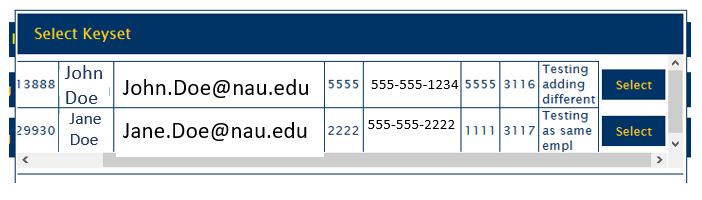 Select Keyset
13888 John Doe John.Doe@nau.edu 5555 555-555-1234 5555 3116 Testing adding different Select
29930 Jane Doe Jane.Doe@nau.edu 2222 555-555-2222 1111 3117 Testing as same empl Select